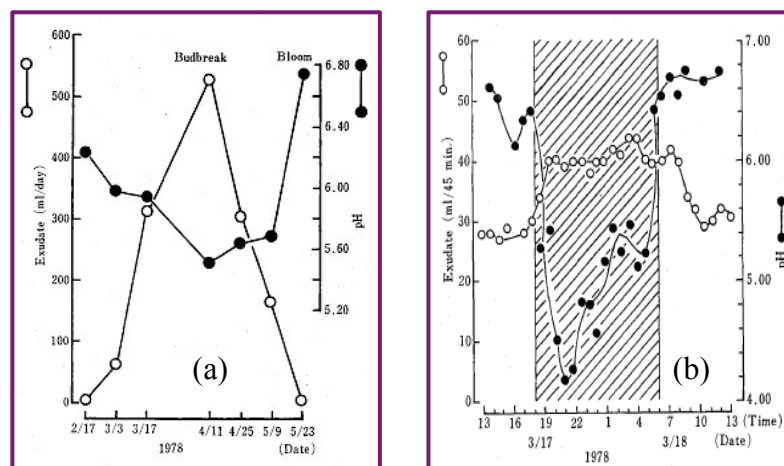 600
500
400
300
200
100
0
Exudate (ml/day)
Budbreak
Bloom
6.80
6.40
6.00
5.60
5.20
pH
(a)
2/17 3/3 3/17 4/11 4/25 5/9 5/23
1978 (Date)
60
50
40
30
20
10
0
Exudate (ml/45 min.)
7.00
6.00
5.00
4.00
pH
(b)
13 16 19 22 1 4 7 10 13 (Time)
3/17 3/18 (Date)
1978